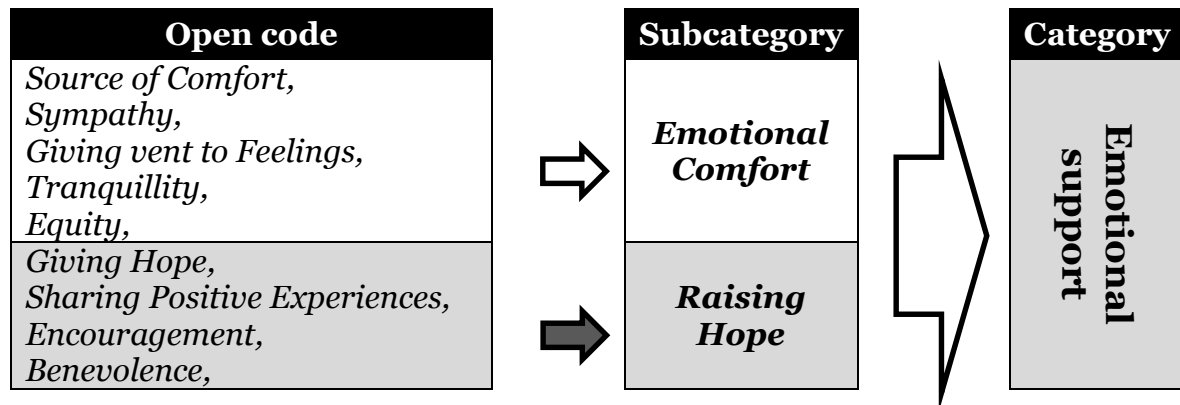 Open code
Source of Comfort,
Sympathy,
Giving vent to Feelings,
Tranquillity,
Equity,
Giving Hope,
Sharing Positive Experiences,
Encouragement,
Benevolence,
Subcategory
Emotional
Comfort
Raising
Hope
Category
Emotional
support